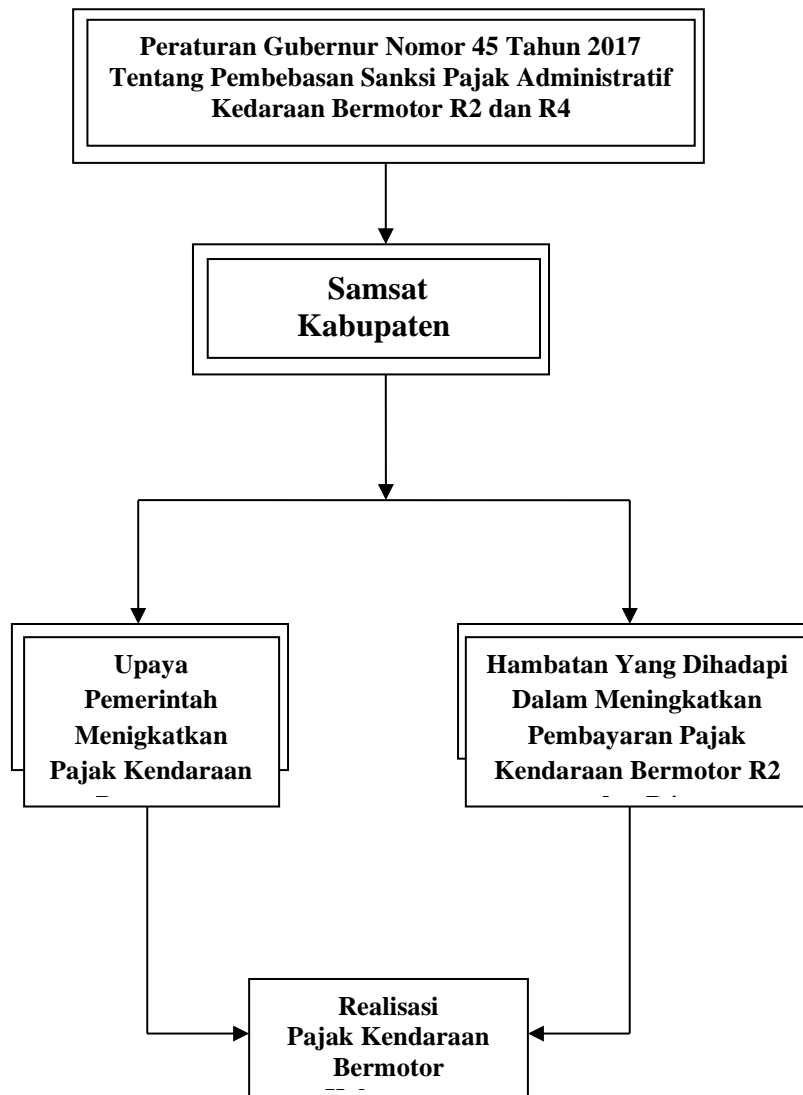 Peraturan Gubernur Nomor 45 Tahun 2017
Tentang Pembebasan Sanksi Pajak Administratif
Kedaraan Bermotor R2 dan R4
Samsat
Kabupaten
Upaya
Pemerintah
Menigkatkan
Pajak Kendaraan
Hambatan Yang Dihadapi
Dalam Meningkatkan
Pembayaran Pajak
Kendaraan Bermotor R2
Realisasi
Pajak Kendaraan
Bermotor